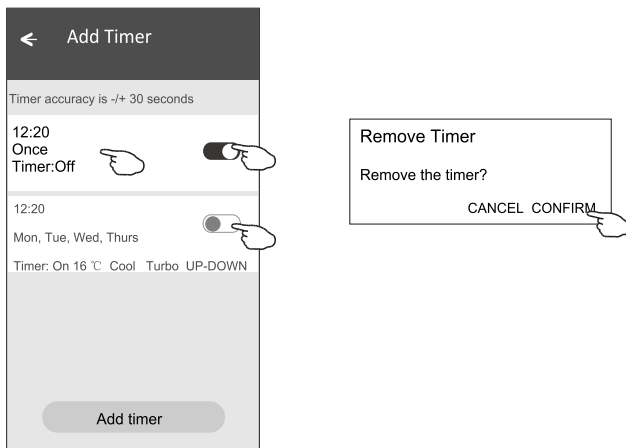 Add Timer
Timer accuracy is -/+ 30 seconds
12:20
Once
Timer:Off
12:20
Mon, Tue, Wed, Thurs
Timer: On 16 ℃ Cool Turbo UP-DOWN
Add timer
Remove Timer
Remove the timer?
CANCEL CONFIRM